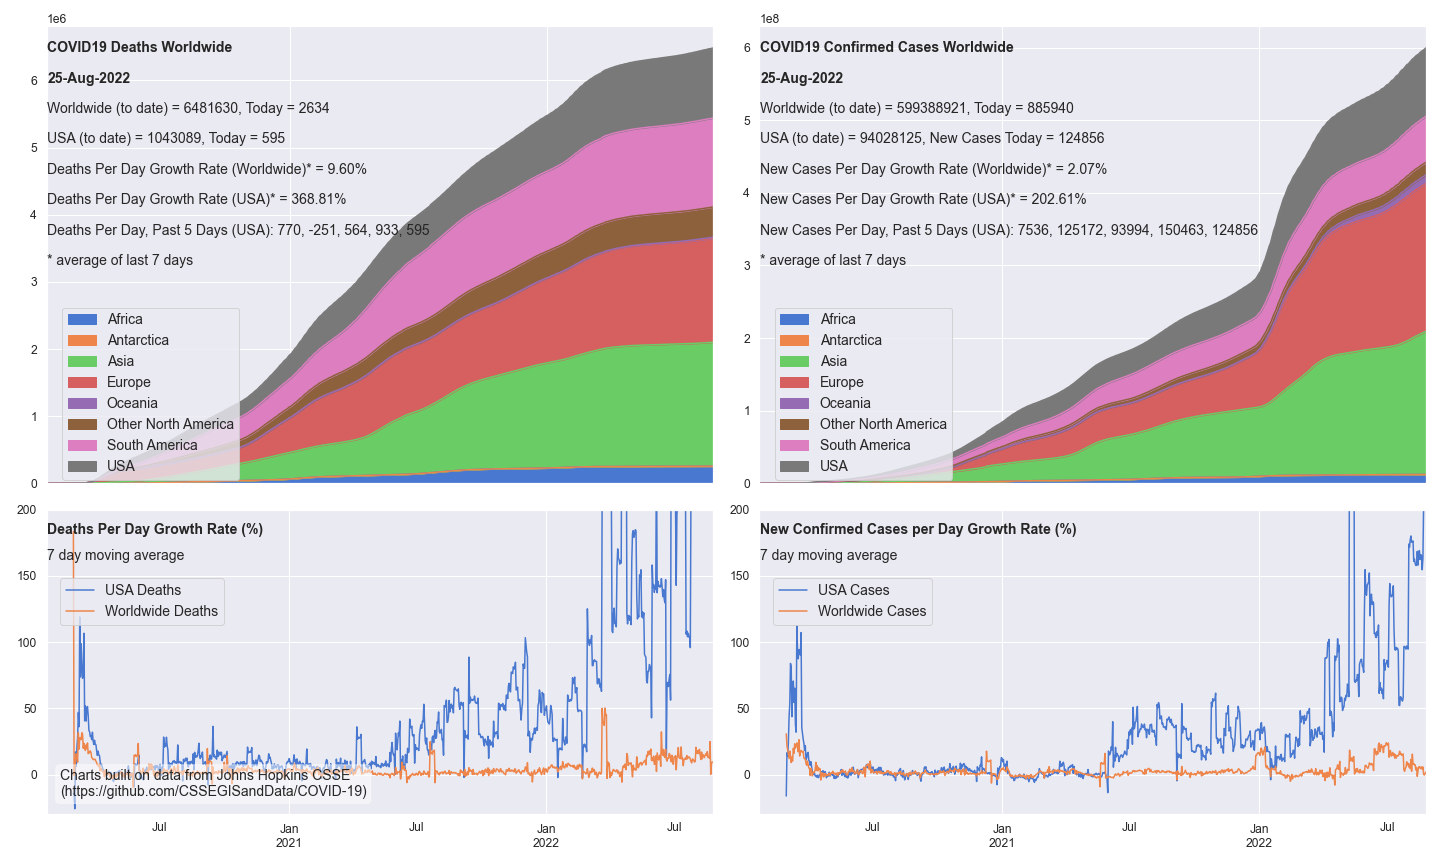 1e6
COVID19 Deaths Worldwide
25-Aug-2022
Worldwide (to date) = 6481630, Today = 2634
USA (to date) = 1043089, Today = 595
Deaths Per Day Growth Rate (Worldwide)* = 9.60%
Deaths Per Day Growth Rate (USA)* = 368.81%
Deaths Per Day, Past 5 Days (USA): 770, -251, 564, 933, 595
* average of last 7 days
Africa
Antarctica
Asia
Europe
Oceania
Other North America
South America
USA
6
5
4
3
2
1
0
1e8
COVID19 Confirmed Cases Worldwide
25-Aug-2022
Worldwide (to date) = 599388921, Today = 885940
USA (to date) = 94028125, New Cases Today = 124856
New Cases Per Day Growth Rate (Worldwide)* = 2.07%
New Cases Per Day Growth Rate (USA)* = 202.61%
New Cases Per Day, Past 5 Days (USA): 7536, 125172, 93994, 150463, 124856
* average of last 7 days
Africa
Antarctica
Asia
Europe
Oceania
Other North America
South America
USA
6
5
4
3
2
1
0
Deaths Per Day Growth Rate (%)
7 day moving average
USA Deaths
Worldwide Deaths
200
150
100
50
0
Charts built on data from Johns Hopkins CSSE
(https://github.com/CSSEGISandData/COVID-19)
Jul Jan Jul Jan Jul
2021 2022
New Confirmed Cases per Day Growth Rate (%)
7 day moving average
USA Cases
Worldwide Cases
200
150
100
50
0
Jul Jan Jul Jan Jul
2021 2022